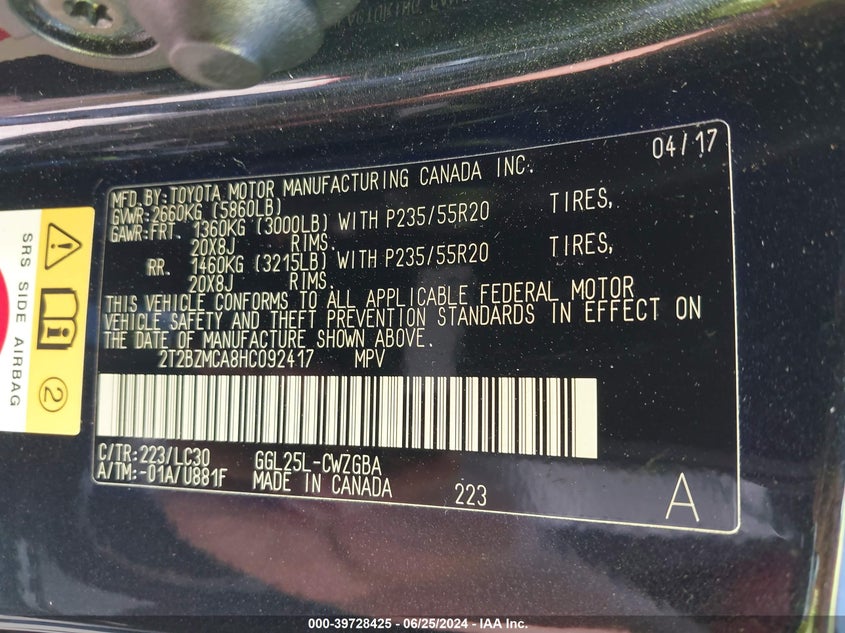 04/17
MFD.BY:TOYOTA MOTOR MANUFACTURING CANADA INC.
GVWR:2660KG (5860LB)
GAWR:FRT. 1360KG (3000LB) WITH P235/55R20 TIRES,
20X8J RIMS.
RR. 1460KG (3215LB) WITH P235/55R20 TIRES,
20X8J RIMS.
THIS VEHICLE CONFORMS TO ALL APPLICABLE FEDERAL MOTOR
VEHICLE SAFETY AND THEFT PREVENTION STANDARDS IN EFFECT ON
THE DATE OF MANUFACTURE SHOWN ABOVE.
2T2BZMCA8HC092417 MPV
C/TR:223/LC30 GGL25L-CWZGBA
A/TM:-01A/U881F MADE IN CANADA 223 A
SRS SIDE AIRBAG
2
000-39728425 - 06/25/2024 - IAA Inc.